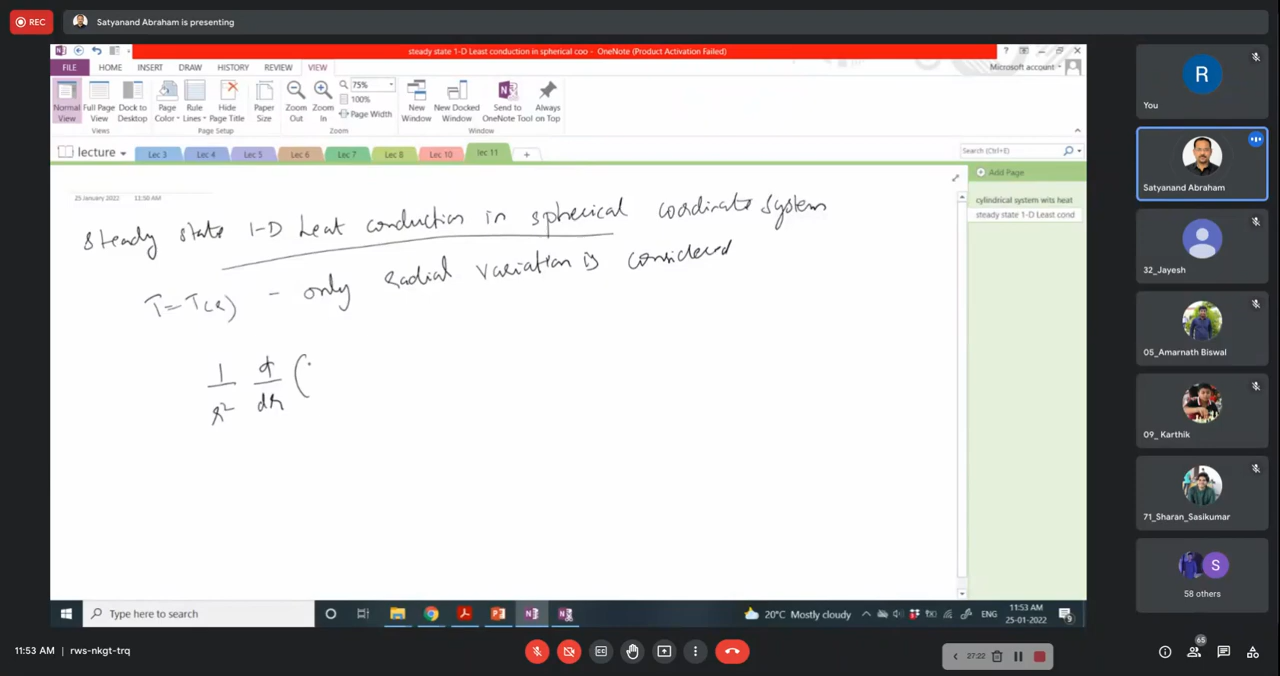 REC
Satyanand Abraham is presenting
steady state 1-D Least conduction in spherical coo - OneNote (Product Activation Failed)
FILE HOME INSERT DRAW HISTORY REVIEW VIEW
Microsoft account
Normal View
Full Page View
Dock to Desktop
Page Color
Rule Lines
Hide Page Title
Paper Size
Zoom Out
Zoom In
75%
100%
Page Width
New Window
New Docked Window
Send to OneNote Tool
Always on Top
Views
Page Setup
Zoom
Window
lecture
Lec 3
Lec 4
Lec 5
Lec 6
Lec 7
Lec 8
Lec 10
lec 11
+
Search (Ctrl+E)
Add Page
cylindrical system wits heat
steady state 1-D Least cond
25 January 2022 11:50 AM
Steady state 1-D heat conduction in spherical coordinate system
T=T(r) - only radial variation is considered
1/r² d/dr (
Type here to search
20°C Mostly cloudy
ENG
11:53 AM
25-01-2022
9
R
You
Satyanand Abraham
32_Jayesh
05_Amarnath Biswal
09_ Karthik
71_Sharan_Sasikumar
S
58 others
11:53 AM | rws-nkgt-trq
27:22
65